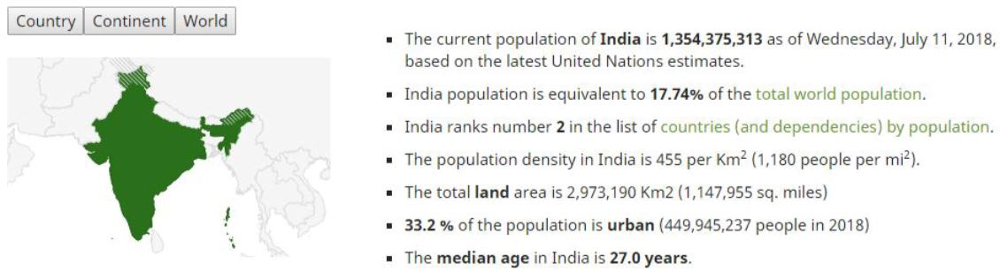 Country Continent World
The current population of India is 1,354,375,313 as of Wednesday, July 11, 2018,
based on the latest United Nations estimates.
India population is equivalent to 17.74% of the total world population.
India ranks number 2 in the list of countries (and dependencies) by population.
The population density in India is 455 per Km² (1,180 people per mi²).
The total land area is 2,973,190 Km2 (1,147,955 sq. miles)
33.2 % of the population is urban (449,945,237 people in 2018)
The median age in India is 27.0 years.